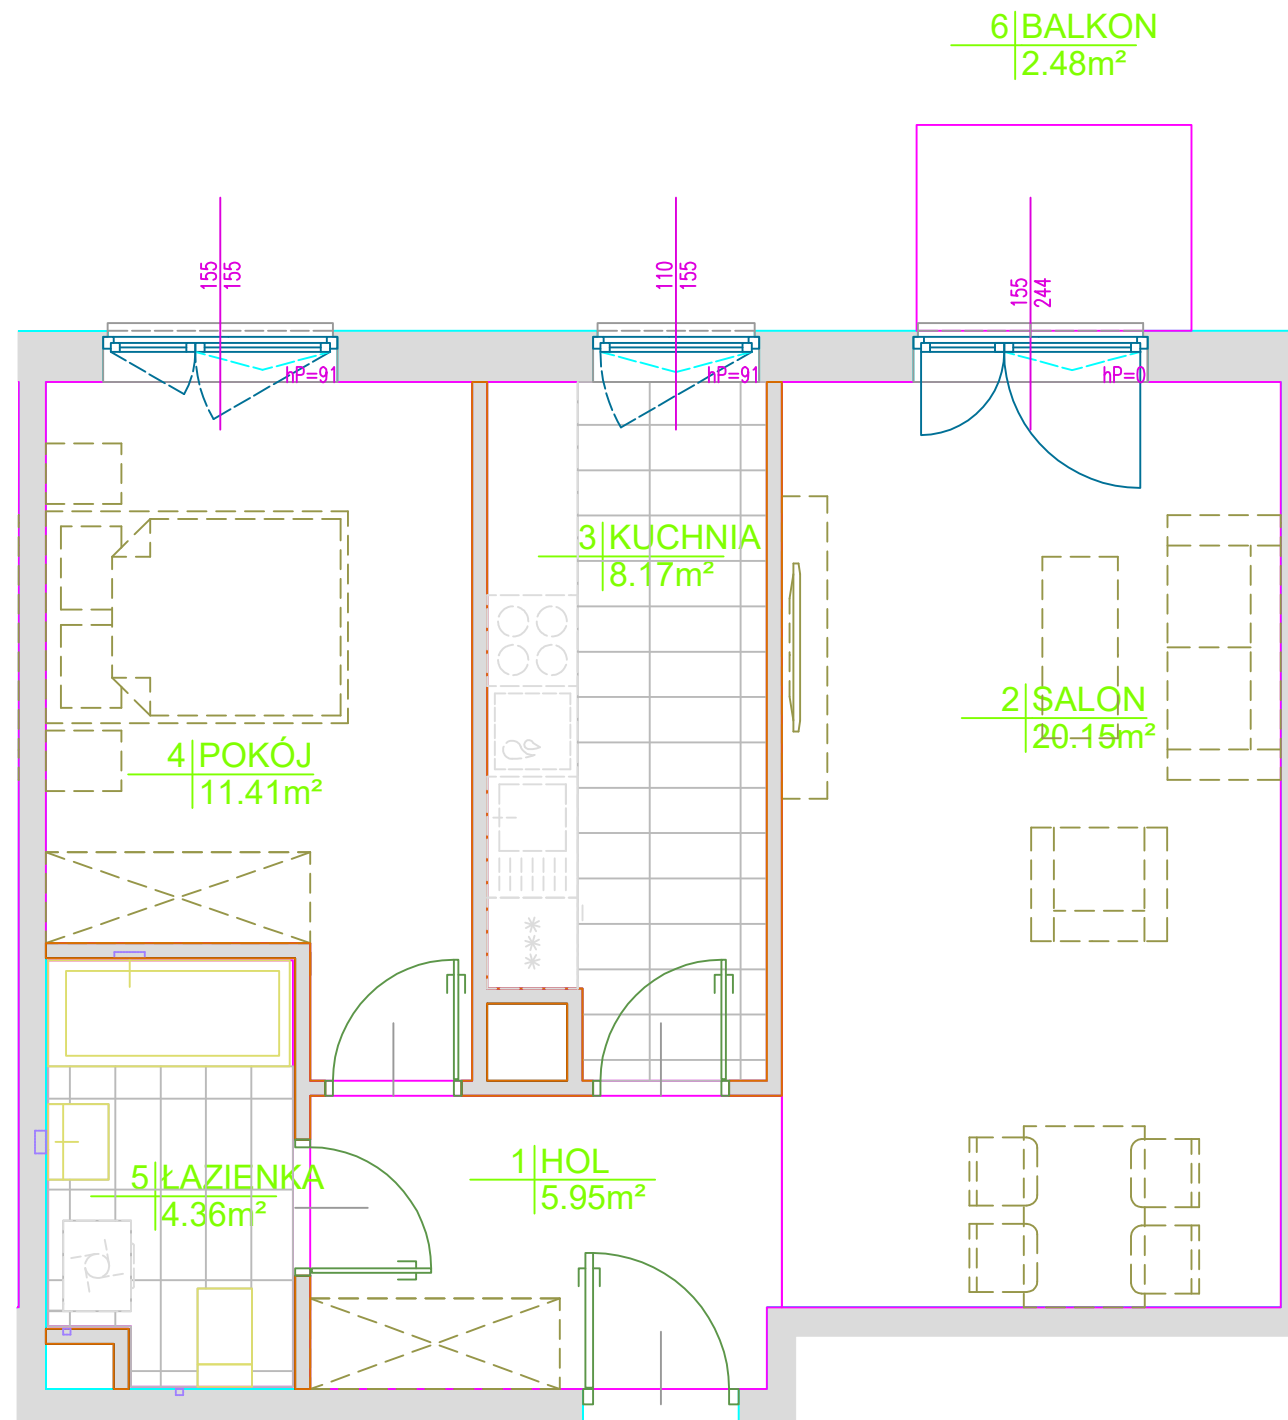 6 BALKON
2.48m²
155
155
110
155
155
244
hP=91
hP=91
hP=0
3 KUCHNIA
8.17m²
2 SALON
20.15m²
4 POKÓJ
11.41m²
1 HOL
5.95m²
5 ŁAZIENKA
4.36m²